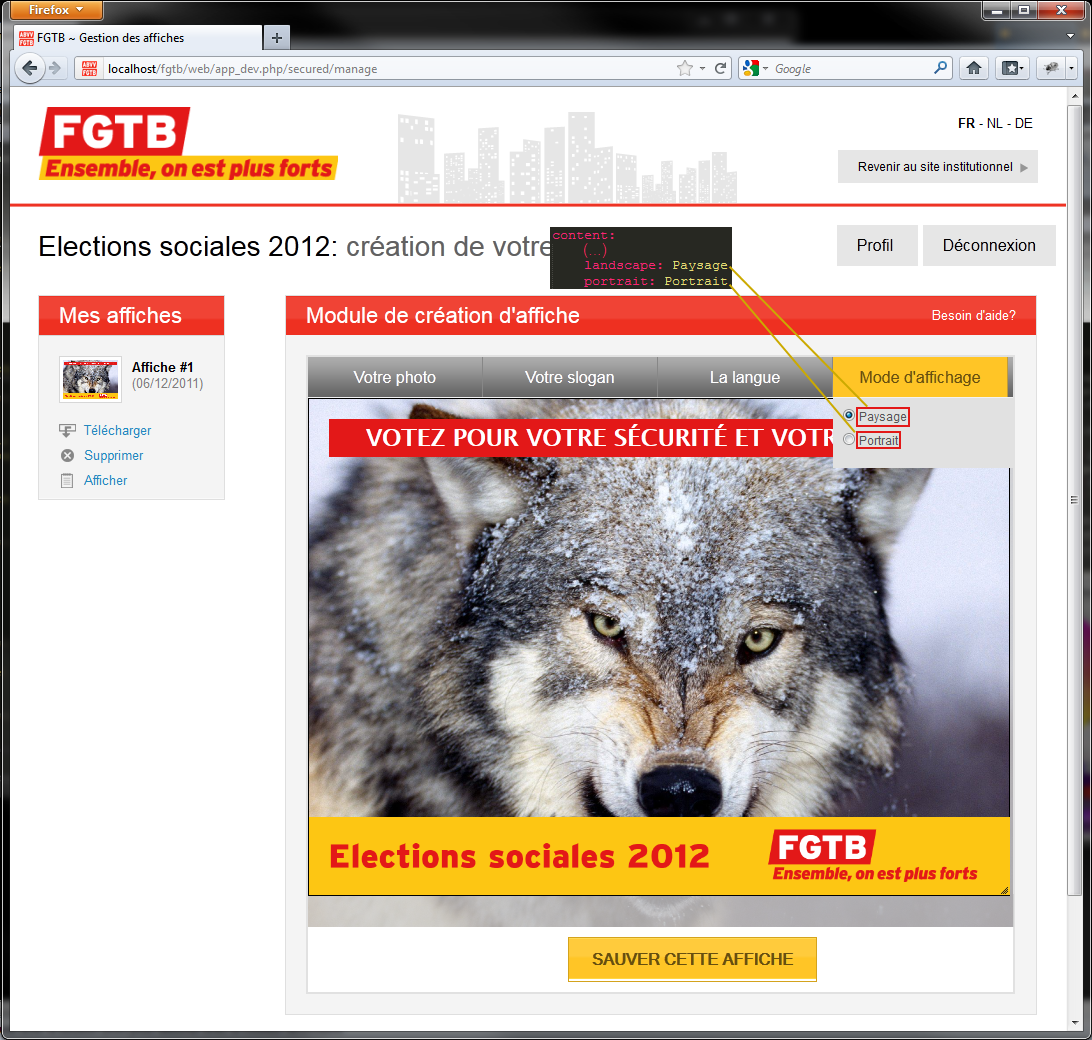 Firefox
FGTB ~ Gestion des affiches
localhost/fgtb/web/app_dev.php/secured/manage
Google
FGTB
Ensemble, on est plus forts
FR - NL - DE
Revenir au site institutionnel
Elections sociales 2012: création de votre
content:
(...)
landscape: Paysage
portrait: Portrait
Profil
Déconnexion
Mes affiches
Affiche #1
(06/12/2011)
Télécharger
Supprimer
Afficher
Module de création d'affiche
Besoin d'aide?
Votre photo
Votre slogan
La langue
Mode d'affichage
Paysage
Portrait
VOTEZ POUR VOTRE SÉCURITÉ ET VOTR
Elections sociales 2012
FGTB
Ensemble, on est plus forts
SAUVER CETTE AFFICHE